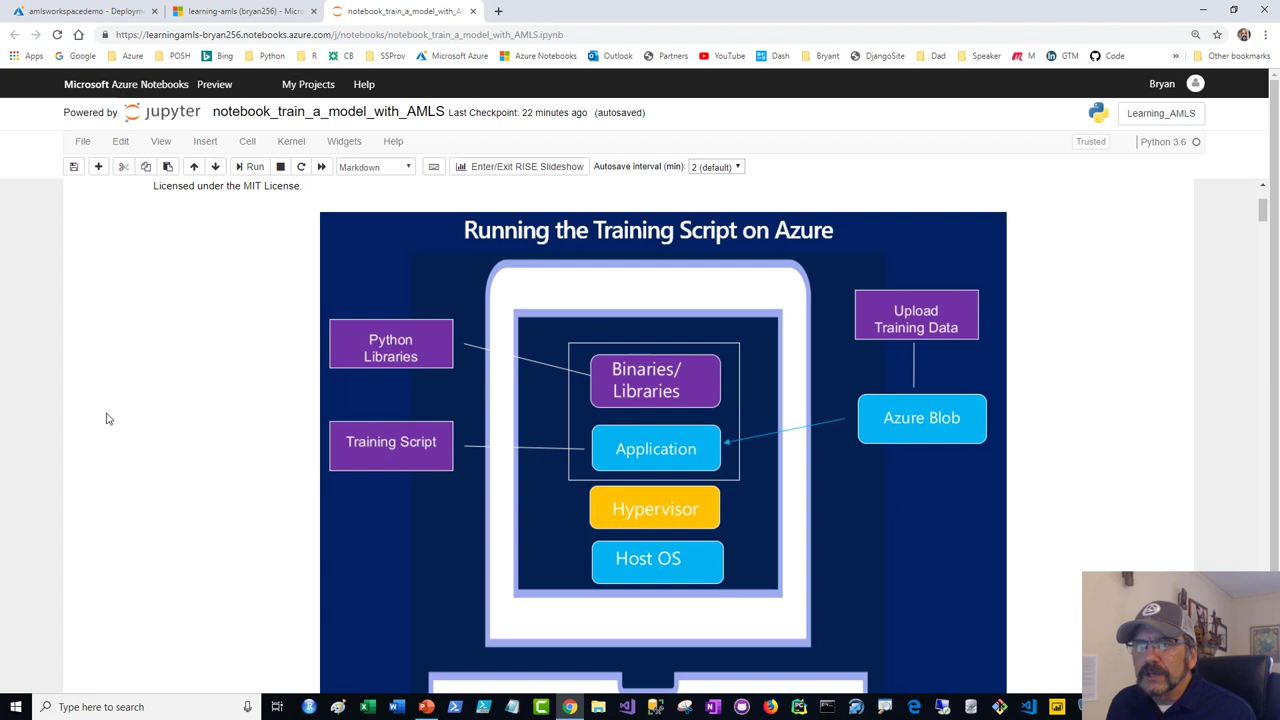 amlsworkspacedemo - Deploym
learning-amls (bryan256) - Micro
notebook_train_a_model_with_A
https://learningamls-bryan256.notebooks.azure.com/j/notebooks/notebook_train_a_model_with_AMLS.ipynb
Apps Google Azure POSH Bing Python R CB SSProv Microsoft Azure Azure Notebooks Outlook Partners YouTube Dash Bryant DjangoSite Dad Speaker M GTM Code » Other bookmarks
Microsoft Azure Notebooks Preview My Projects Help Bryan
Powered by jupyter notebook_train_a_model_with_AMLS Last Checkpoint: 22 minutes ago (autosaved) Learning_AMLS
File Edit View Insert Cell Kernel Widgets Help Trusted Python 3.6
Run Markdown Enter/Exit RISE Slideshow Autosave interval (min): 2 (default)
Licensed under the MIT License.
Running the Training Script on Azure
Python
Libraries
Training Script
Binaries/
Libraries
Application
Hypervisor
Host OS
Upload
Training Data
Azure Blob
Type here to search